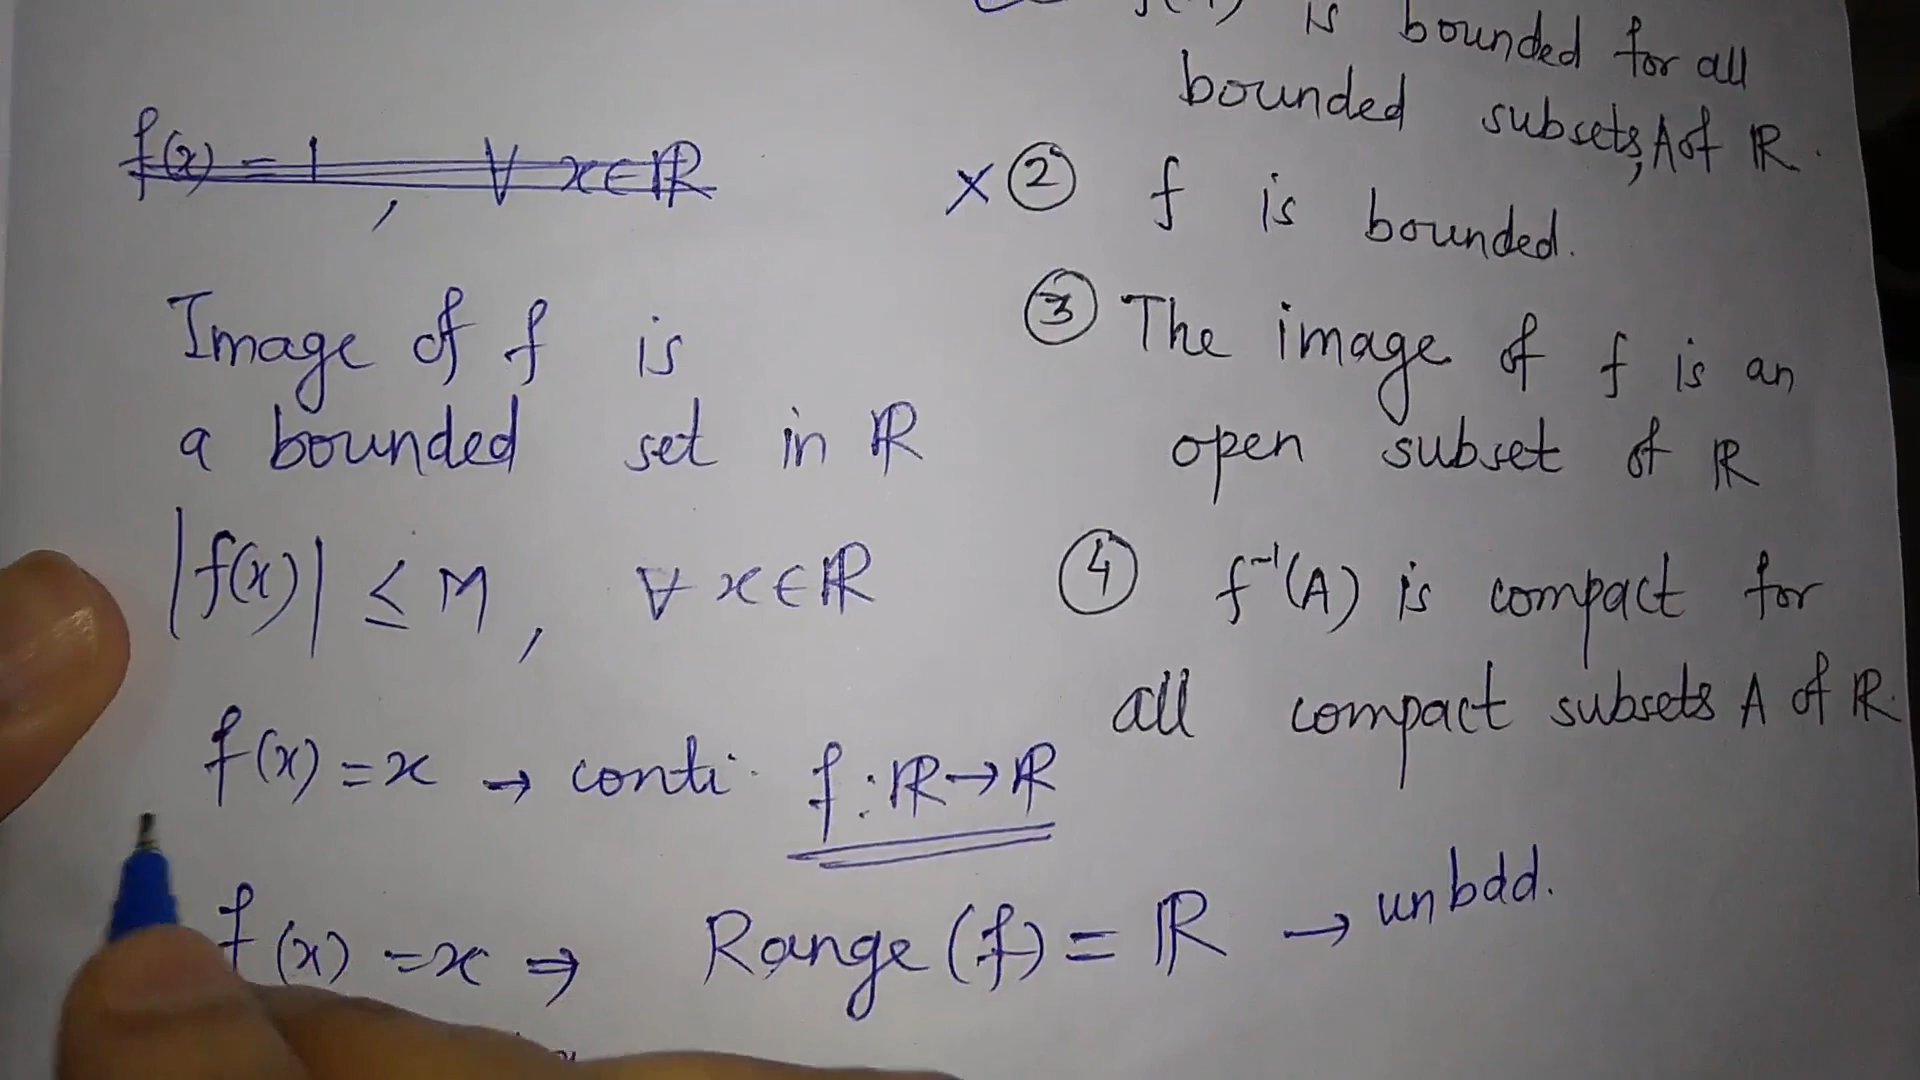 is bounded for all
bounded subsets, A of ℝ.
f(x) = 1, ∀ x∈ℝ
× ② f is bounded.
Image of f is
a bounded set in ℝ
|f(x)| ≤ M, ∀ x∈ℝ
f(x) = x → conti. f: ℝ→ℝ
f(x) = x ⇒ Range (f) = ℝ → unbdd.
③ The image of f is an
open subset of ℝ
④ f⁻¹(A) is compact for
all compact subsets A of ℝ.